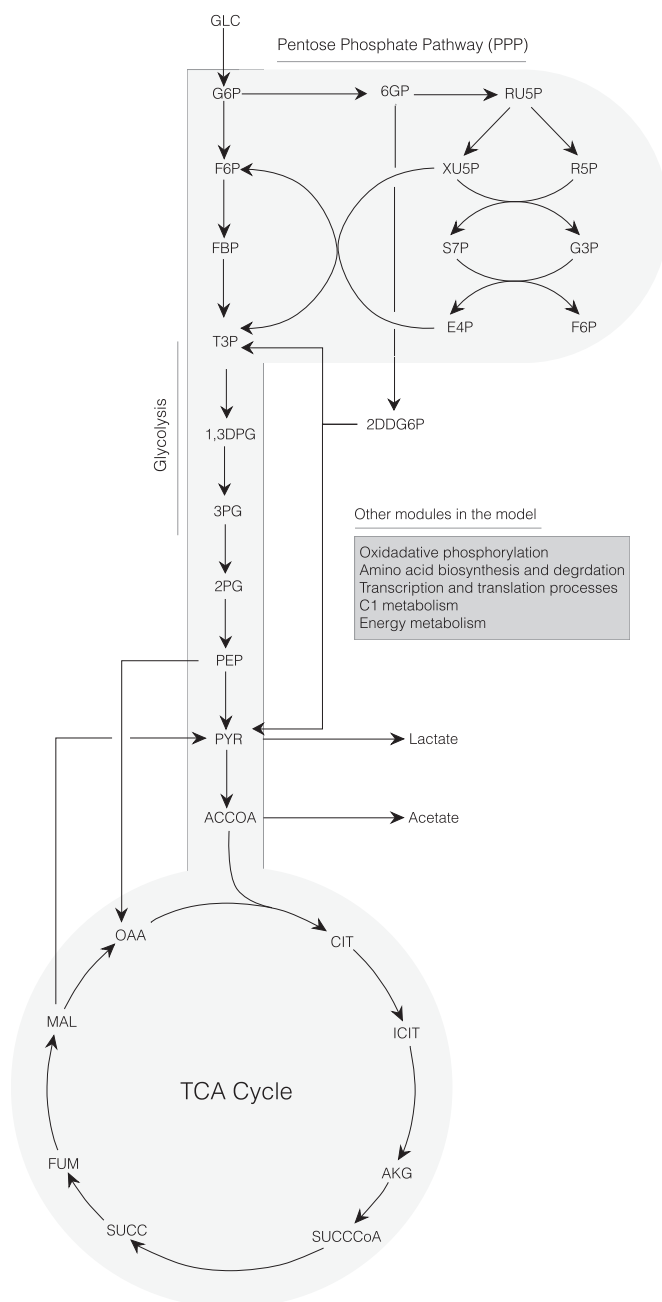 GLC
Pentose Phosphate Pathway (PPP)
G6P
6GP
RU5P
F6P
XU5P
R5P
FBP
S7P
G3P
T3P
E4P
F6P
Glycolysis
1,3DPG
2DDG6P
3PG
Other modules in the model
Oxidadative phosphorylation
Amino acid biosynthesis and degrdation
Transcription and translation processes
C1 metabolism
Energy metabolism
2PG
PEP
PYR
Lactate
ACCOA
Acetate
OAA
CIT
MAL
ICIT
TCA Cycle
FUM
AKG
SUCC
SUCCCoA